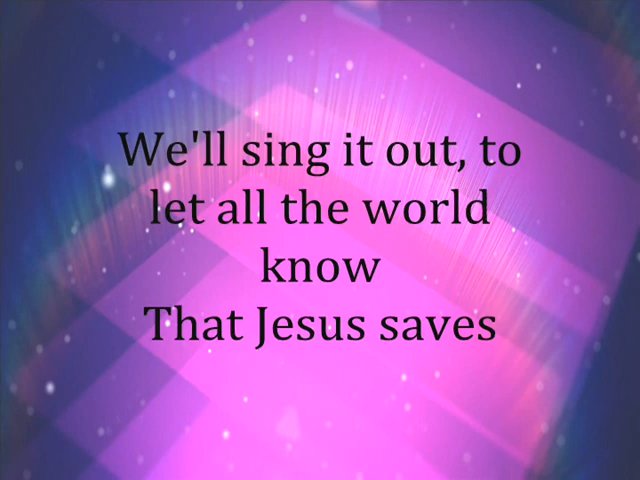 We'll sing it out, to
let all the world
know
That Jesus saves